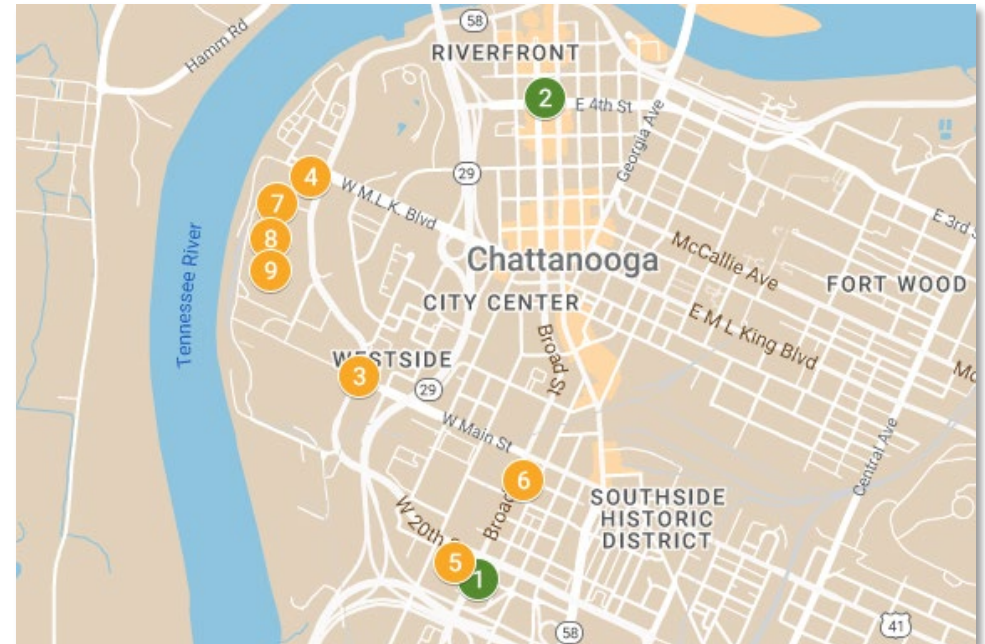 58
Hamm Rd
RIVERFRONT
2
E 4th St
Georgia Ave
29
4
W M.L.K. Blvd
7
E 3rd
8
McCallie Ave
Chattanooga
9
FORT WOOD
Tennessee River
CITY CENTER
E M L King Blvd
Broad St
WESTSIDE
3
29
W Main St
Central Ave
6
SOUTHSIDE
HISTORIC
DISTRICT
Broad
W 20th
5
1
58
41